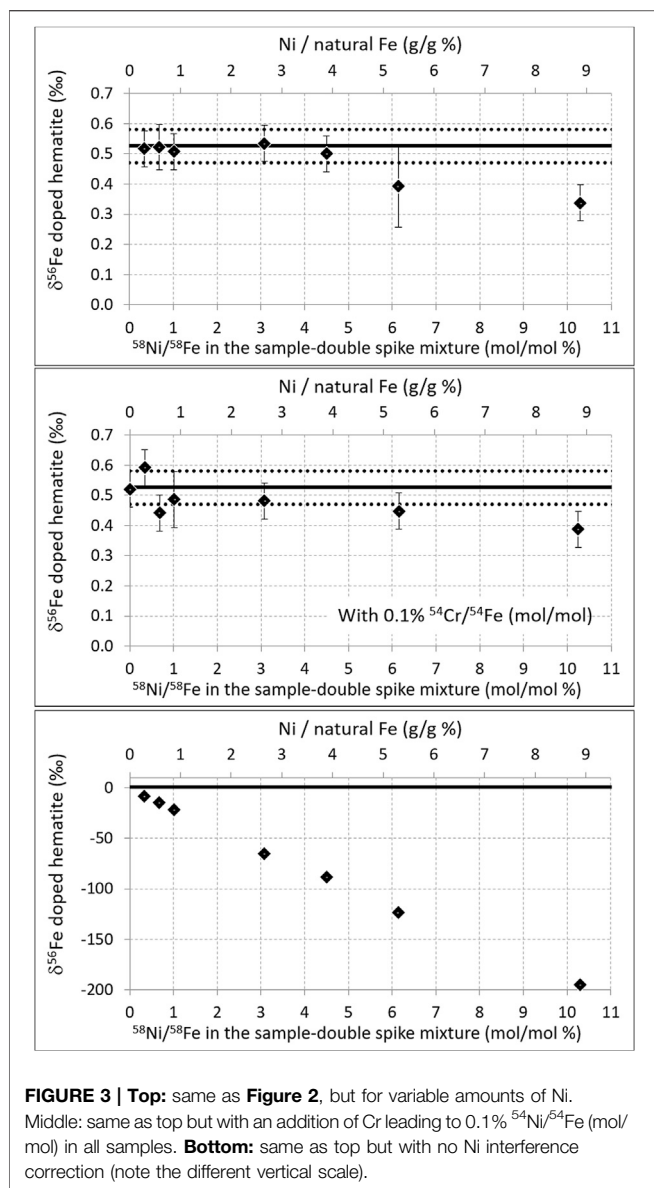 Ni / natural Fe (g/g %)
0 1 2 3 4 5 6 7 8 9
δ⁵⁶Fe doped hematite (‰)
0.7
0.6
0.5
0.4
0.3
0.2
0.1
0.0
0 1 2 3 4 5 6 7 8 9 10 11
⁵⁸Ni/⁵⁸Fe in the sample-double spike mixture (mol/mol %)
Ni / natural Fe (g/g %)
0 1 2 3 4 5 6 7 8 9
δ⁵⁶Fe doped hematite (‰)
0.7
0.6
0.5
0.4
0.3
0.2
0.1
0.0
With 0.1% ⁵⁴Cr/⁵⁴Fe (mol/mol)
0 1 2 3 4 5 6 7 8 9 10 11
⁵⁸Ni/⁵⁸Fe in the sample-double spike mixture (mol/mol %)
Ni / natural Fe (g/g %)
0 1 2 3 4 5 6 7 8 9
δ⁵⁶Fe doped hematite (‰)
0
-50
-100
-150
-200
0 1 2 3 4 5 6 7 8 9 10 11
⁵⁸Ni/⁵⁸Fe in the sample-double spike mixture (mol/mol %)
FIGURE 3 | Top: same as Figure 2, but for variable amounts of Ni.
Middle: same as top but with an addition of Cr leading to 0.1% ⁵⁴Ni/⁵⁴Fe (mol/
mol) in all samples. Bottom: same as top but with no Ni interference
correction (note the different vertical scale).